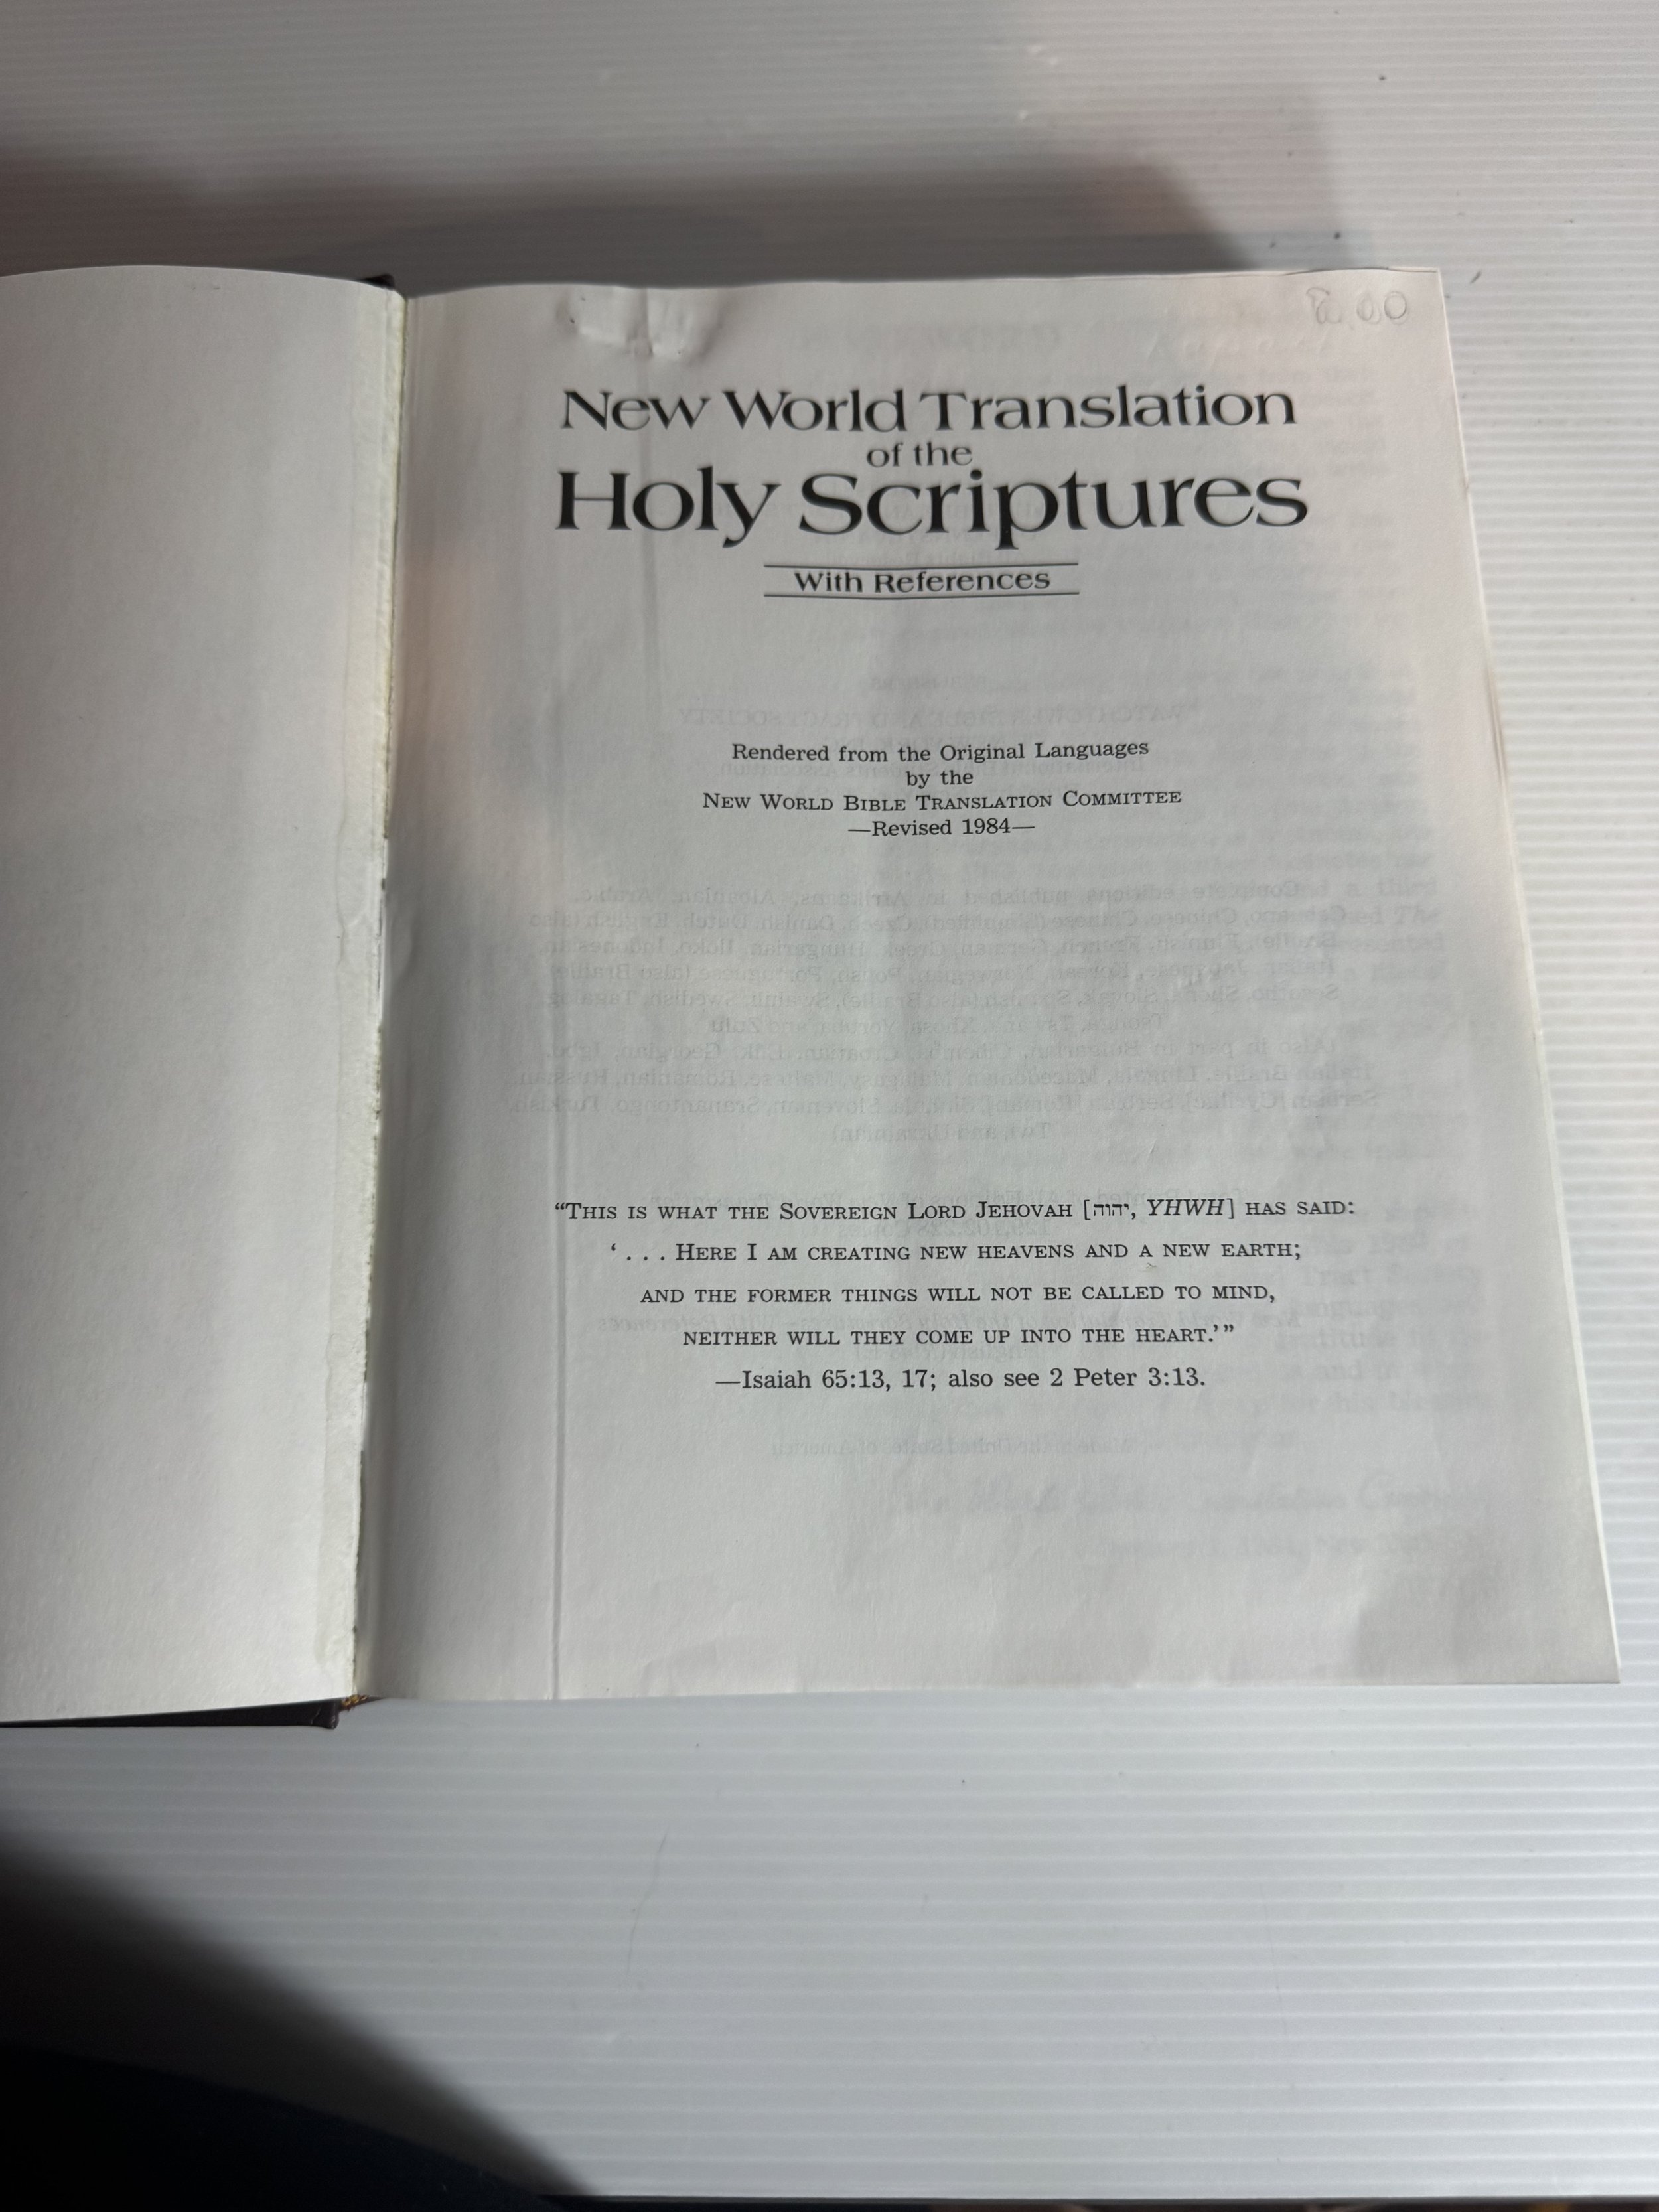 New World Translation
of the
Holy Scriptures
With References
Rendered from the Original Languages
by the
NEW WORLD BIBLE TRANSLATION COMMITTEE
—Revised 1984—
“THIS IS WHAT THE SOVEREIGN LORD JEHOVAH [יהוה, YHWH] HAS SAID:
‘ . . . HERE I AM CREATING NEW HEAVENS AND A NEW EARTH;
AND THE FORMER THINGS WILL NOT BE CALLED TO MIND,
NEITHER WILL THEY COME UP INTO THE HEART.’”
—Isaiah 65:13, 17; also see 2 Peter 3:13.